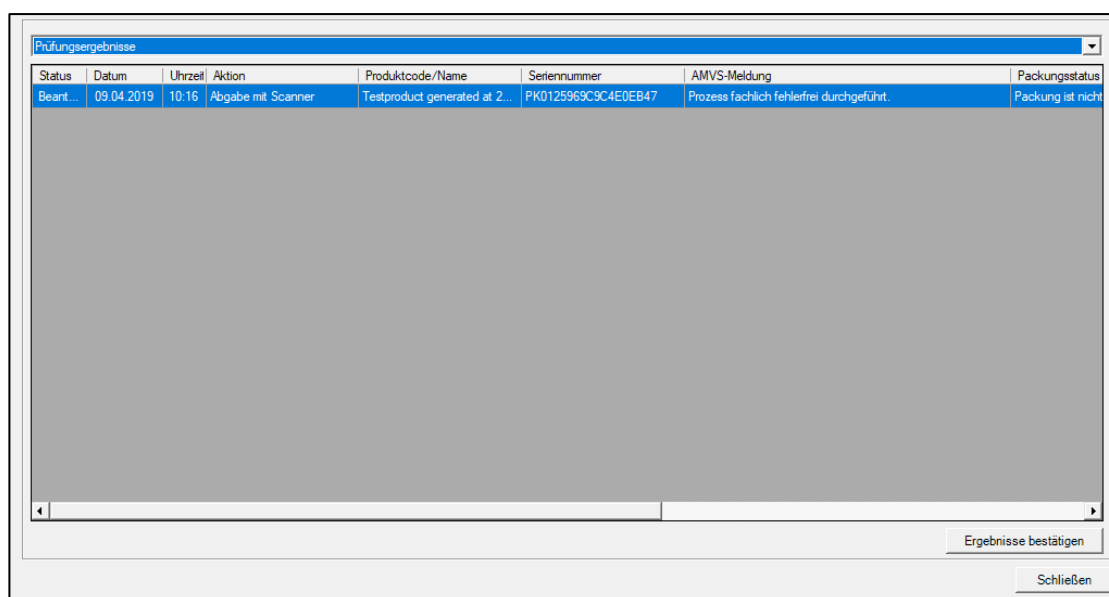 Prüfungsergebnisse
Status Datum Uhrzeit Aktion Produktcode/Name Seriennummer AMVS-Meldung Packungsstatus
Beant... 09.04.2019 10:16 Abgabe mit Scanner Testproduct generated at 2... PK0125969C9C4E0EB47 Prozess fachlich fehlerfrei durchgeführt. Packung ist nicht
Ergebnisse bestätigen
Schließen